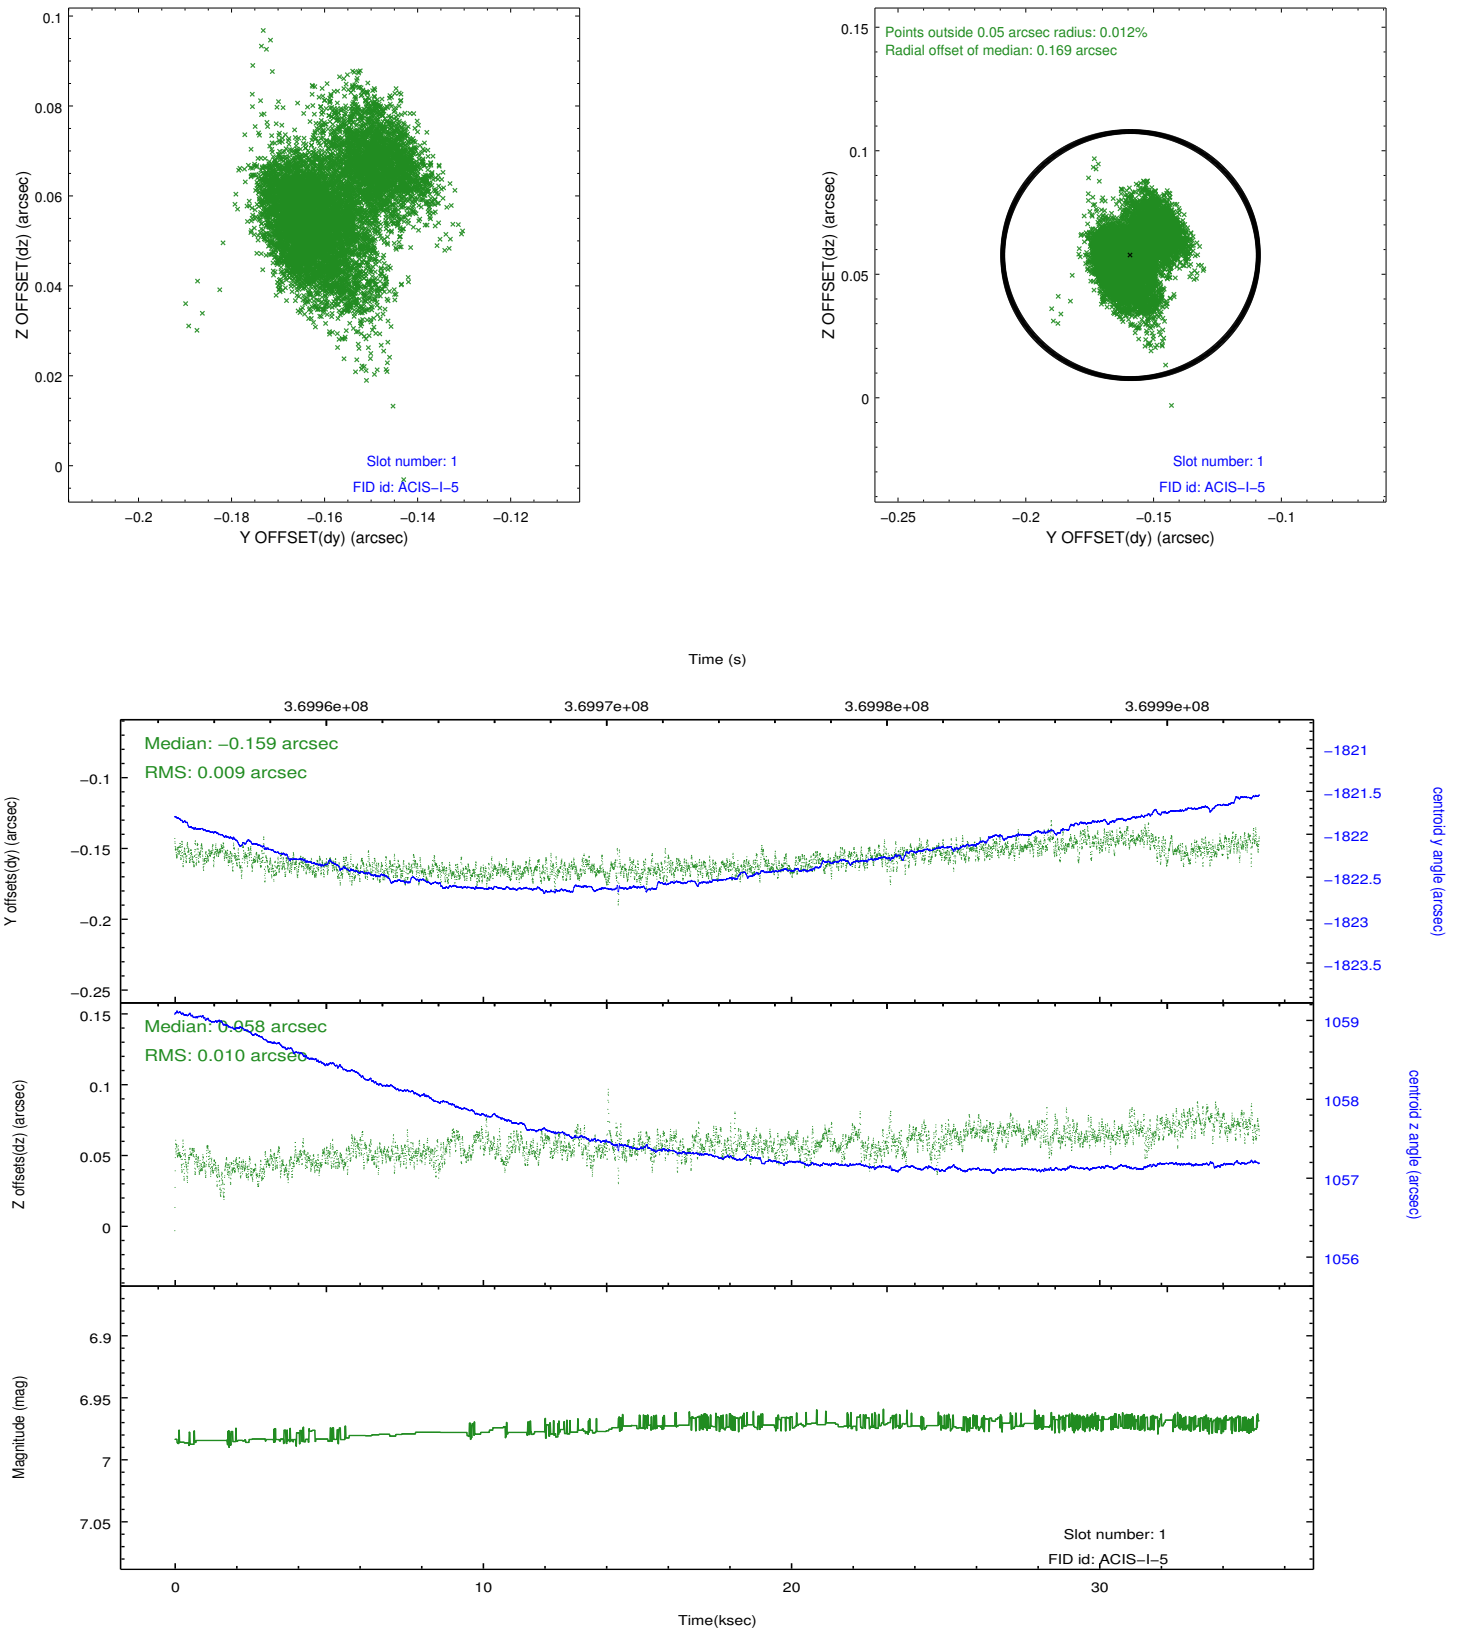 0.1
0.08
0.06
0.04
0.02
0
Z OFFSET(dz) (arcsec)
Slot number: 1
FID id: ACIS−I−5
−0.2
−0.18
−0.16
−0.14
−0.12
Y OFFSET(dy) (arcsec)
Points outside 0.05 arcsec radius: 0.012%
Radial offset of median: 0.169 arcsec
0.15
0.1
0.05
0
Z OFFSET(dz) (arcsec)
Slot number: 1
FID id: ACIS−I−5
−0.25
−0.2
−0.15
−0.1
Y OFFSET(dy) (arcsec)
Time (s)
3.6996e+08
3.6997e+08
3.6998e+08
3.6999e+08
Median: −0.159 arcsec
RMS: 0.009 arcsec
−0.1
−0.15
−0.2
−0.25
Y offsets(dy) (arcsec)
−1821
−1821.5
−1822
−1822.5
−1823
−1823.5
centroid y angle (arcsec)
Median: 0.058 arcsec
RMS: 0.010 arcsec
0.15
0.1
0.05
0
Z offsets(dz) (arcsec)
1059
1058
1057
1056
centroid z angle (arcsec)
6.9
6.95
7
7.05
Magnitude (mag)
Slot number: 1
FID id: ACIS−I−5
0
10
20
30
Time(ksec)